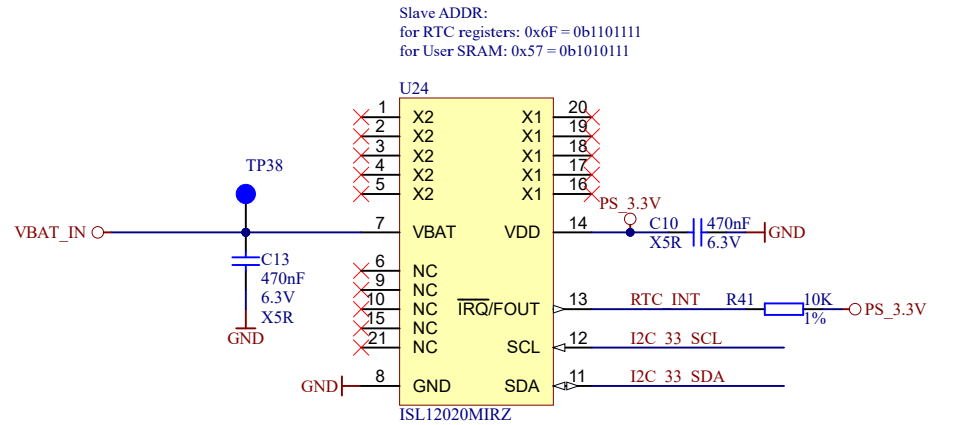 Slave ADDR:
for RTC registers: 0x6F = 0b1101111
for User SRAM: 0x57 = 0b1010111
U24
1 X2 X1 20
2 X2 X1 19
3 X2 X1 18
4 X2 X1 17
5 X2 X1 16
TP38
PS_3.3V
VBAT_IN 7 VBAT VDD 14 C10 470nF GND
X5R 6.3V
C13
470nF
6.3V
X5R
GND
6 NC
9 NC
10 NC IRQ/FOUT 13 RTC_INT R41 10K PS_3.3V
1%
15 NC
21 NC SCL 12 I2C_33_SCL
GND 8 GND SDA 11 I2C_33_SDA
ISL12020MIRZ